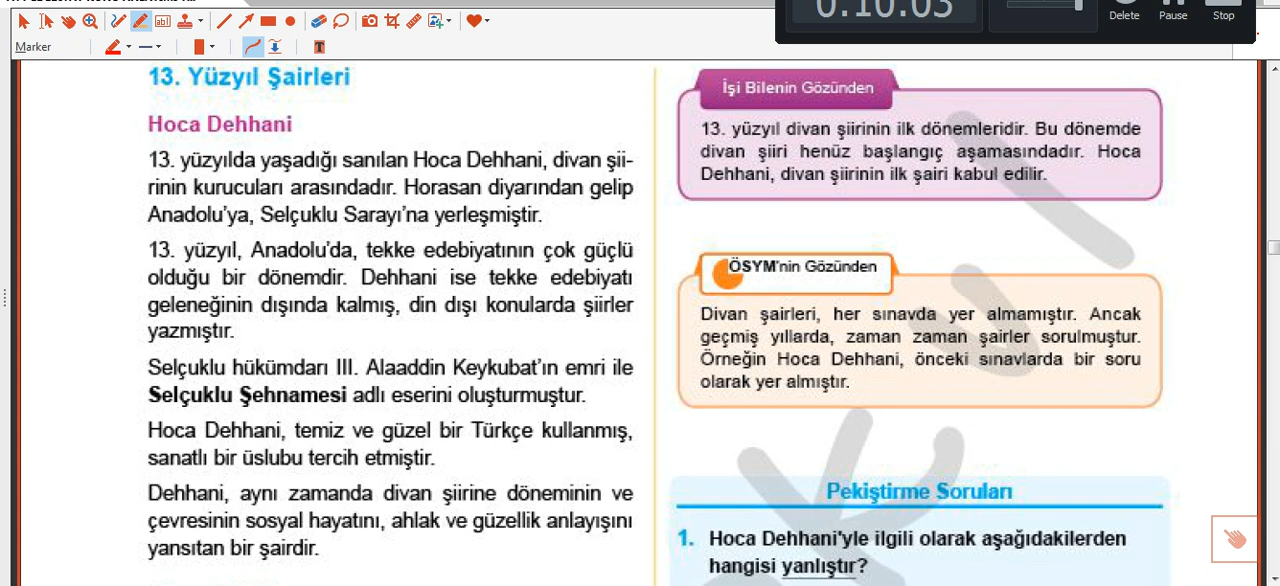 0:10:03
Delete Pause Stop
Marker
13. Yüzyıl Şairleri
Hoca Dehhani
13. yüzyılda yaşadığı sanılan Hoca Dehhani, divan şii-
rinin kurucuları arasındadır. Horasan diyarından gelip
Anadolu'ya, Selçuklu Sarayı'na yerleşmiştir.
13. yüzyıl, Anadolu'da, tekke edebiyatının çok güçlü
olduğu bir dönemdir. Dehhani ise tekke edebiyatı
geleneğinin dışında kalmış, din dışı konularda şiirler
yazmıştır.
Selçuklu hükümdarı III. Alaaddin Keykubat'ın emri ile
Selçuklu Şehnamesi adlı eserini oluşturmuştur.
Hoca Dehhani, temiz ve güzel bir Türkçe kullanmış,
sanatlı bir üslubu tercih etmiştir.
Dehhani, aynı zamanda divan şiirine döneminin ve
çevresinin sosyal hayatını, ahlak ve güzellik anlayışını
yansıtan bir şairdir.
İşi Bilenin Gözünden
13. yüzyıl divan şiirinin ilk dönemleridir. Bu dönemde
divan şiiri henüz başlangıç aşamasındadır. Hoca
Dehhani, divan şiirinin ilk şairi kabul edilir.
ÖSYM'nin Gözünden
Divan şairleri, her sınavda yer almamıştır. Ancak
geçmiş yıllarda, zaman zaman şairler sorulmuştur.
Örneğin Hoca Dehhani, önceki sınavlarda bir soru
olarak yer almıştır.
Pekiştirme Soruları
1. Hoca Dehhani'yle ilgili olarak aşağıdakilerden
hangisi yanlıştır?